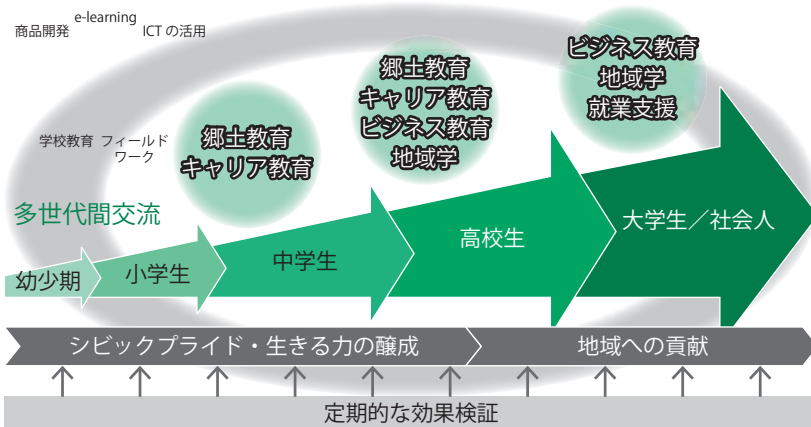 商品開発
e-learning
ICT の活用
学校教育
フィールド
ワーク
郷土教育
キャリア教育
郷土教育
キャリア教育
ビジネス教育
地域学
ビジネス教育
地域学
就業支援
多世代間交流
幼少期
小学生
中学生
高校生
大学生／社会人
シビックプライド・生きる力の醸成
地域への貢献
定期的な効果検証